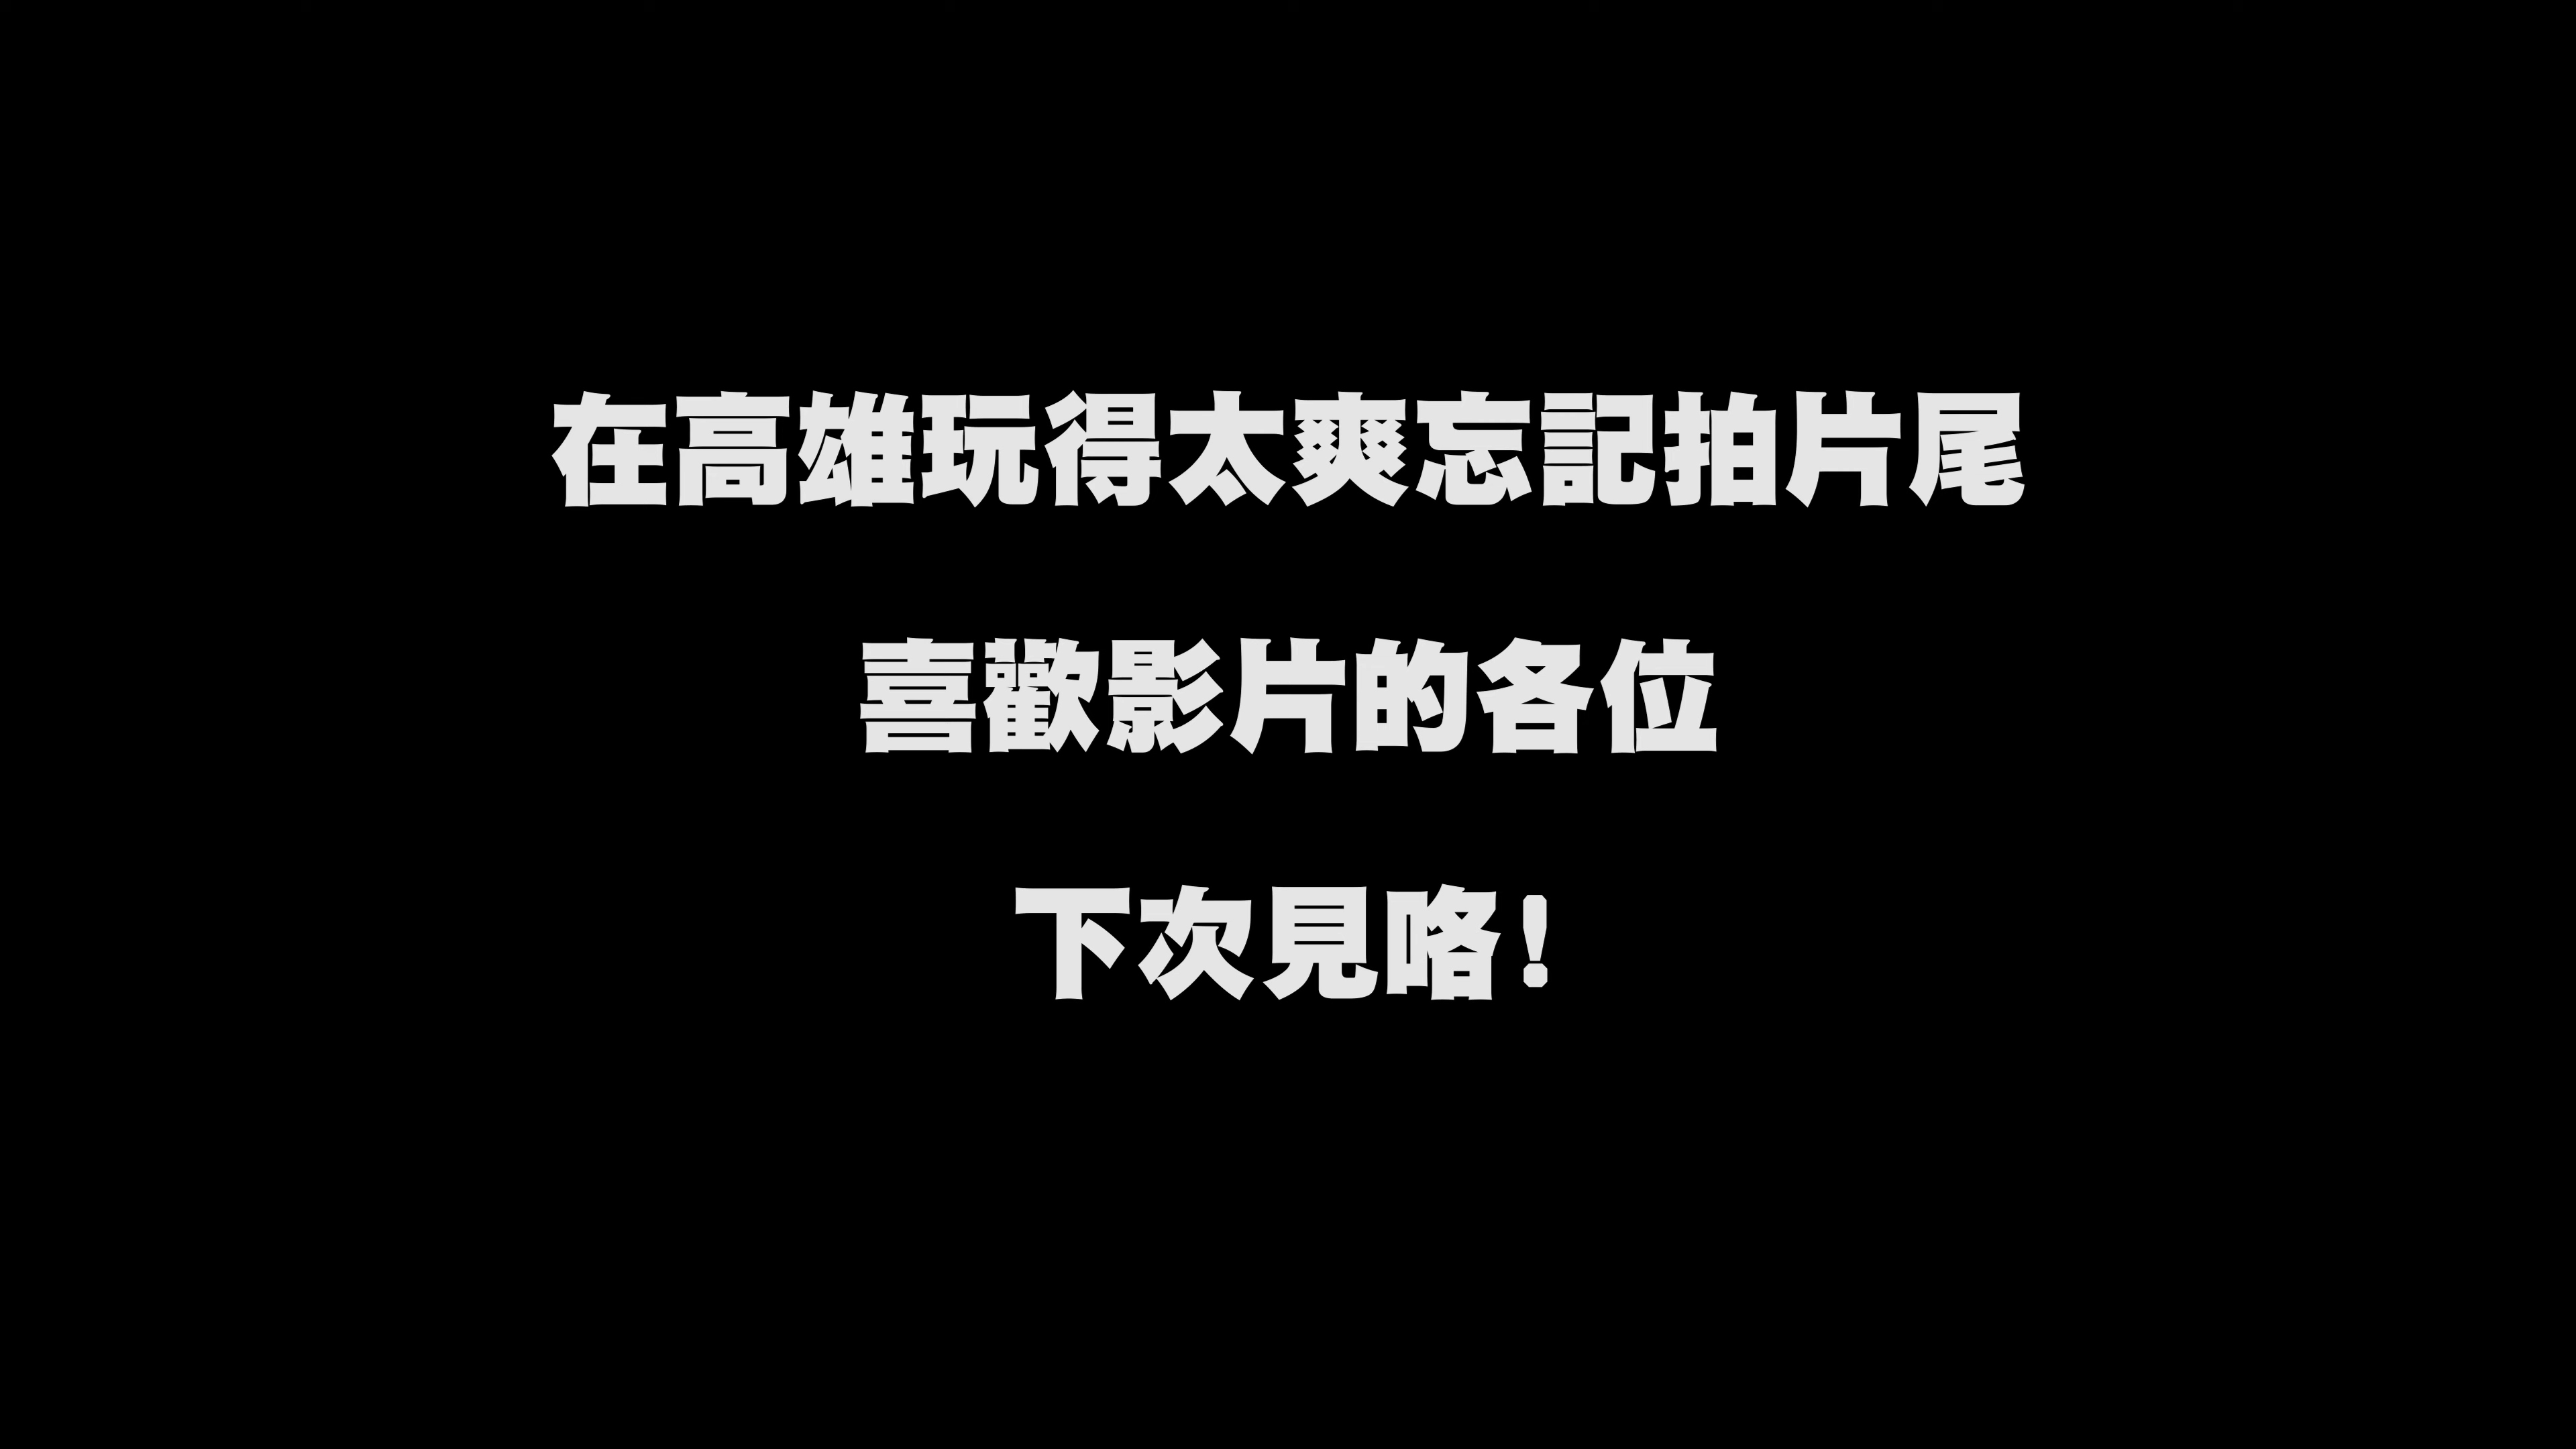 在高雄玩得太爽忘記拍片尾
喜歡影片的各位
下次見咯!